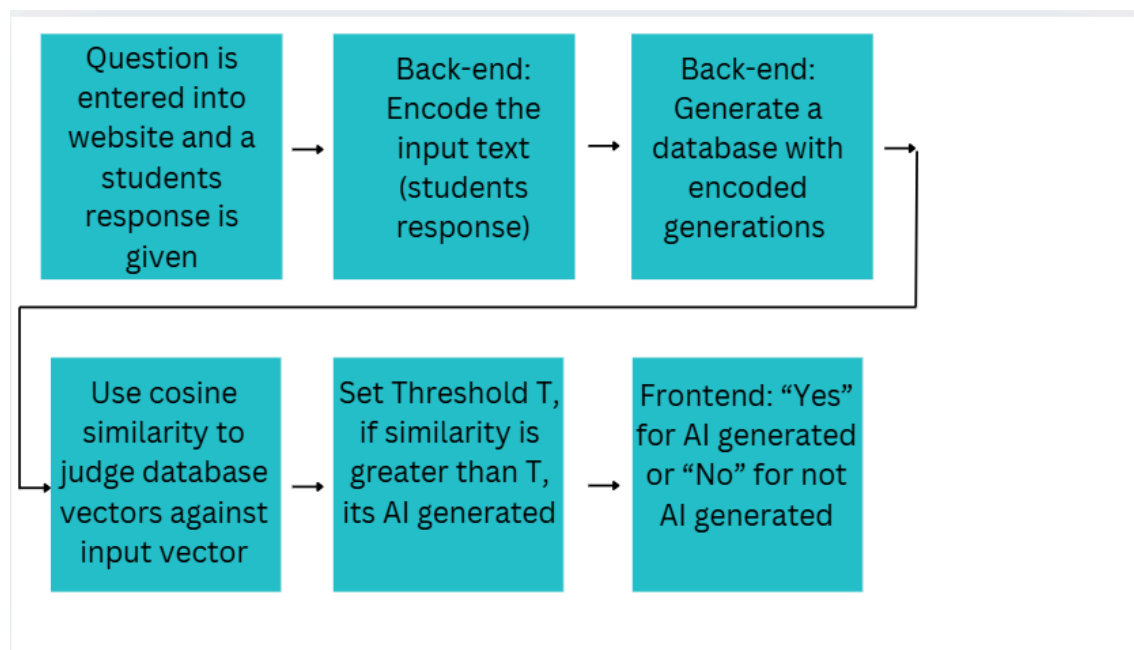 Question is
entered into
website and a
students
response is
given
Back-end:
Encode the
input text
(students
response)
Back-end:
Generate a
database with
encoded
generations
Use cosine
similarity to
judge database
vectors against
input vector
Set Threshold T,
if similarity is
greater than T,
its AI generated
Frontend: “Yes”
for AI generated
or “No” for not
AI generated